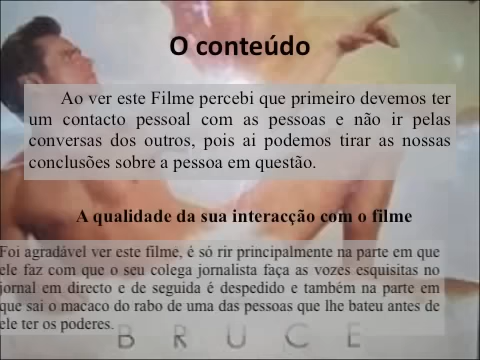 O conteúdo
Ao ver este Filme percebi que primeiro devemos ter
um contacto pessoal com as pessoas e não ir pelas
conversas dos outros, pois ai podemos tirar as nossas
conclusões sobre a pessoa em questão.
A qualidade da sua interacção com o filme
Foi agradável ver este filme, é só rir principalmente na parte em que
ele faz com que o seu colega jornalista faça as vozes esquisitas no
jornal em directo e de seguida é despedido e também na parte em
que sai o macaco do rabo de uma das pessoas que lhe bateu antes de
ele ter os poderes.
BRUCE